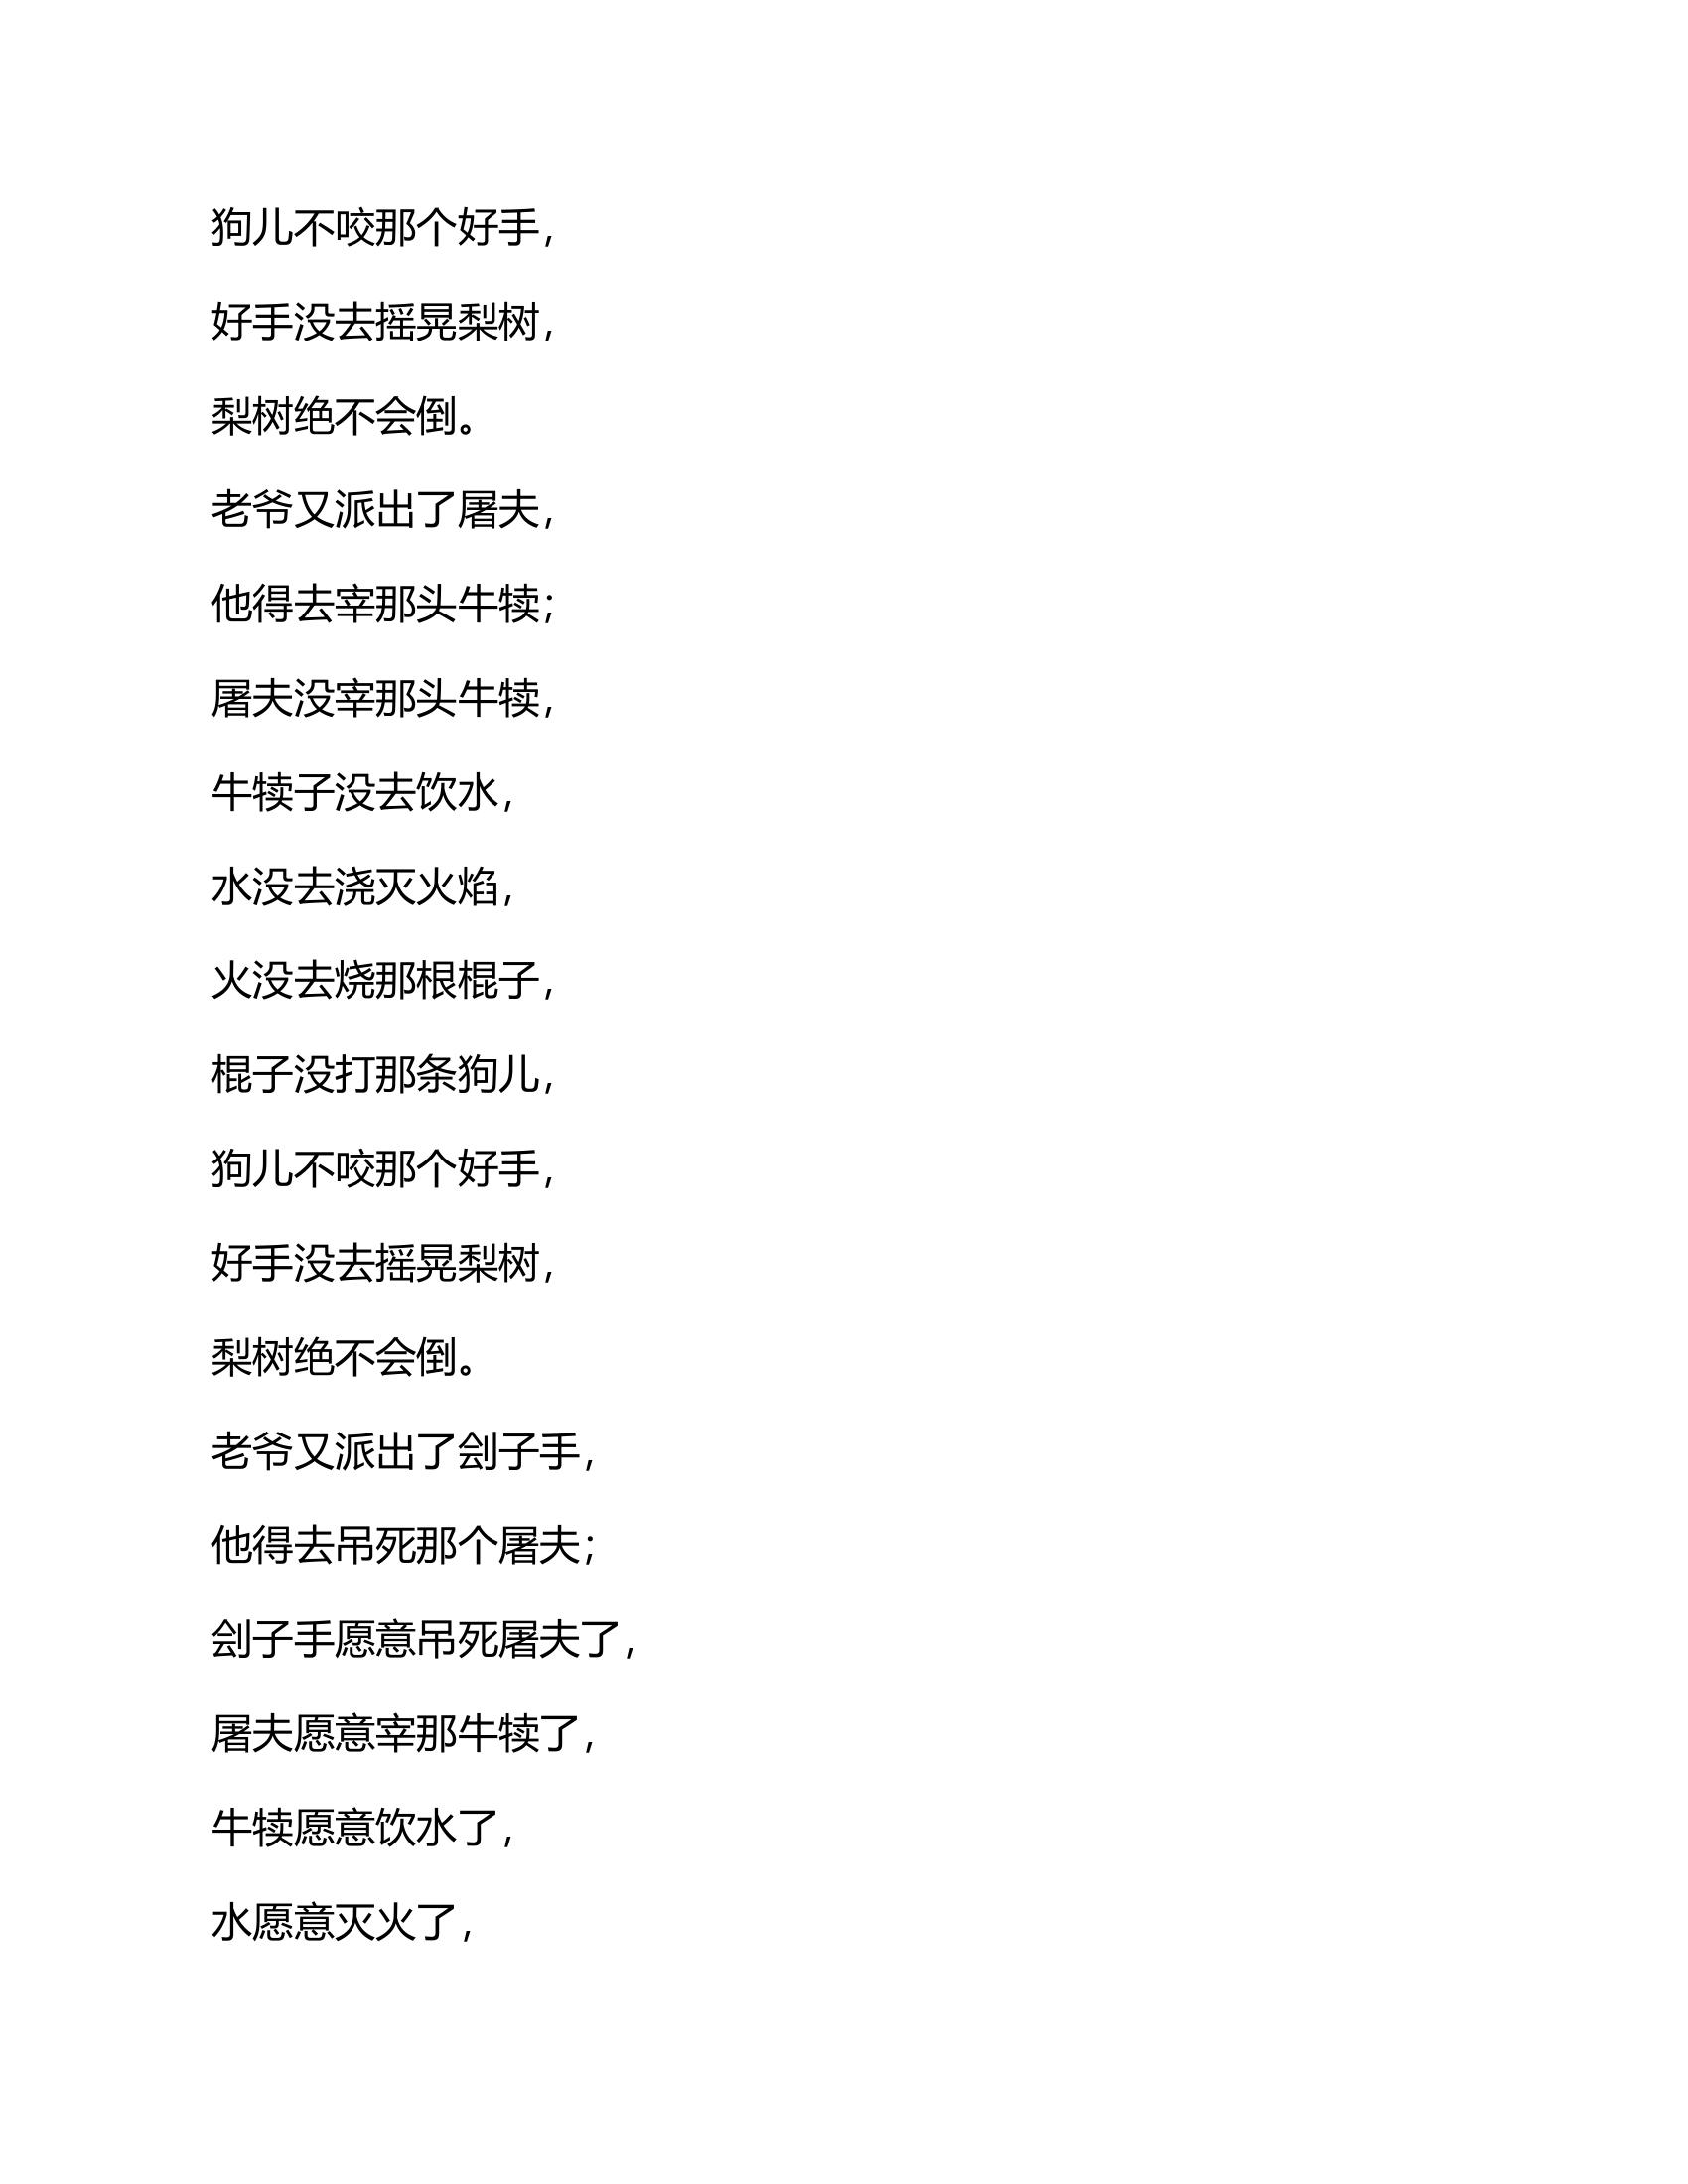 狗儿不咬那个好手，
好手没去摇晃梨树，
梨树绝不会倒。
老爷又派出了屠夫，
他得去宰那头牛犊；
屠夫没宰那头牛犊，
牛犊子没去饮水，
水没去浇灭火焰，
火没去烧那根棍子，
棍子没打那条狗儿，
狗儿不咬那个好手，
好手没去摇晃梨树，
梨树绝不会倒。
老爷又派出了刽子手，
他得去吊死那个屠夫；
刽子手愿意吊死屠夫了，
屠夫愿意宰那牛犊了，
牛犊愿意饮水了，
水愿意灭火了，